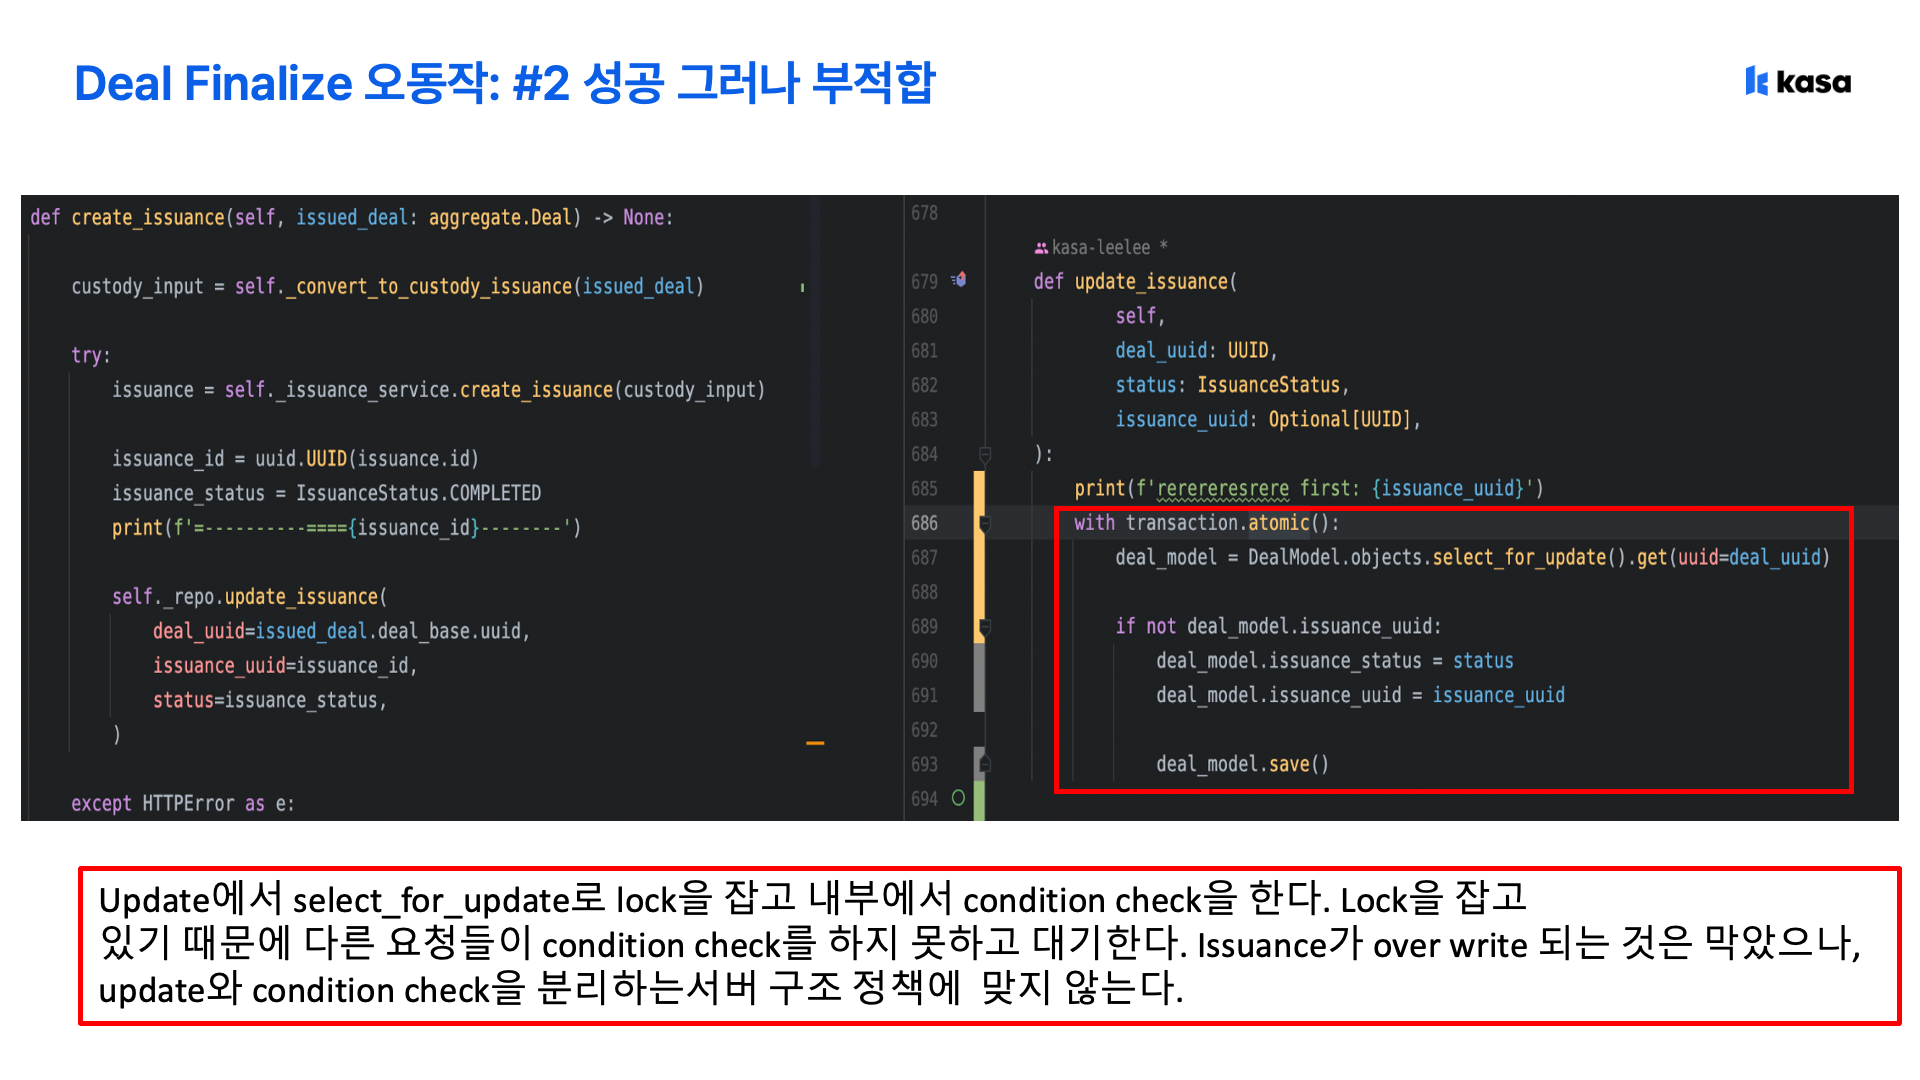 Deal Finalize 오동작: #2 성공 그러나 부적합
kasa
def create_issuance(self, issued_deal: aggregate.Deal) -> None:
custody_input = self._convert_to_custody_issuance(issued_deal)
try:
issuance = self._issuance_service.create_issuance(custody_input)
issuance_id = uuid.UUID(issuance.id)
issuance_status = IssuanceStatus.COMPLETED
print(f'=----------===={issuance_id}--------')
self._repo.update_issuance(
deal_uuid=issued_deal.deal_base.uuid,
issuance_uuid=issuance_id,
status=issuance_status,
)
except HTTPError as e:
678
kasa-leelee *
679 def update_issuance(
680 self,
681 deal_uuid: UUID,
682 status: IssuanceStatus,
683 issuance_uuid: Optional[UUID],
684 ):
685 print(f'rerereresrere first: {issuance_uuid}')
686 with transaction.atomic():
687 deal_model = DealModel.objects.select_for_update().get(uuid=deal_uuid)
688
689 if not deal_model.issuance_uuid:
690 deal_model.issuance_status = status
691 deal_model.issuance_uuid = issuance_uuid
692
693 deal_model.save()
694
Update에서 select_for_update로 lock을 잡고 내부에서 condition check을 한다. Lock을 잡고
있기 때문에 다른 요청들이 condition check를 하지 못하고 대기한다. Issuance가 over write 되는 것은 막았으나,
update와 condition check을 분리하는서버 구조 정책에  맞지 않는다.